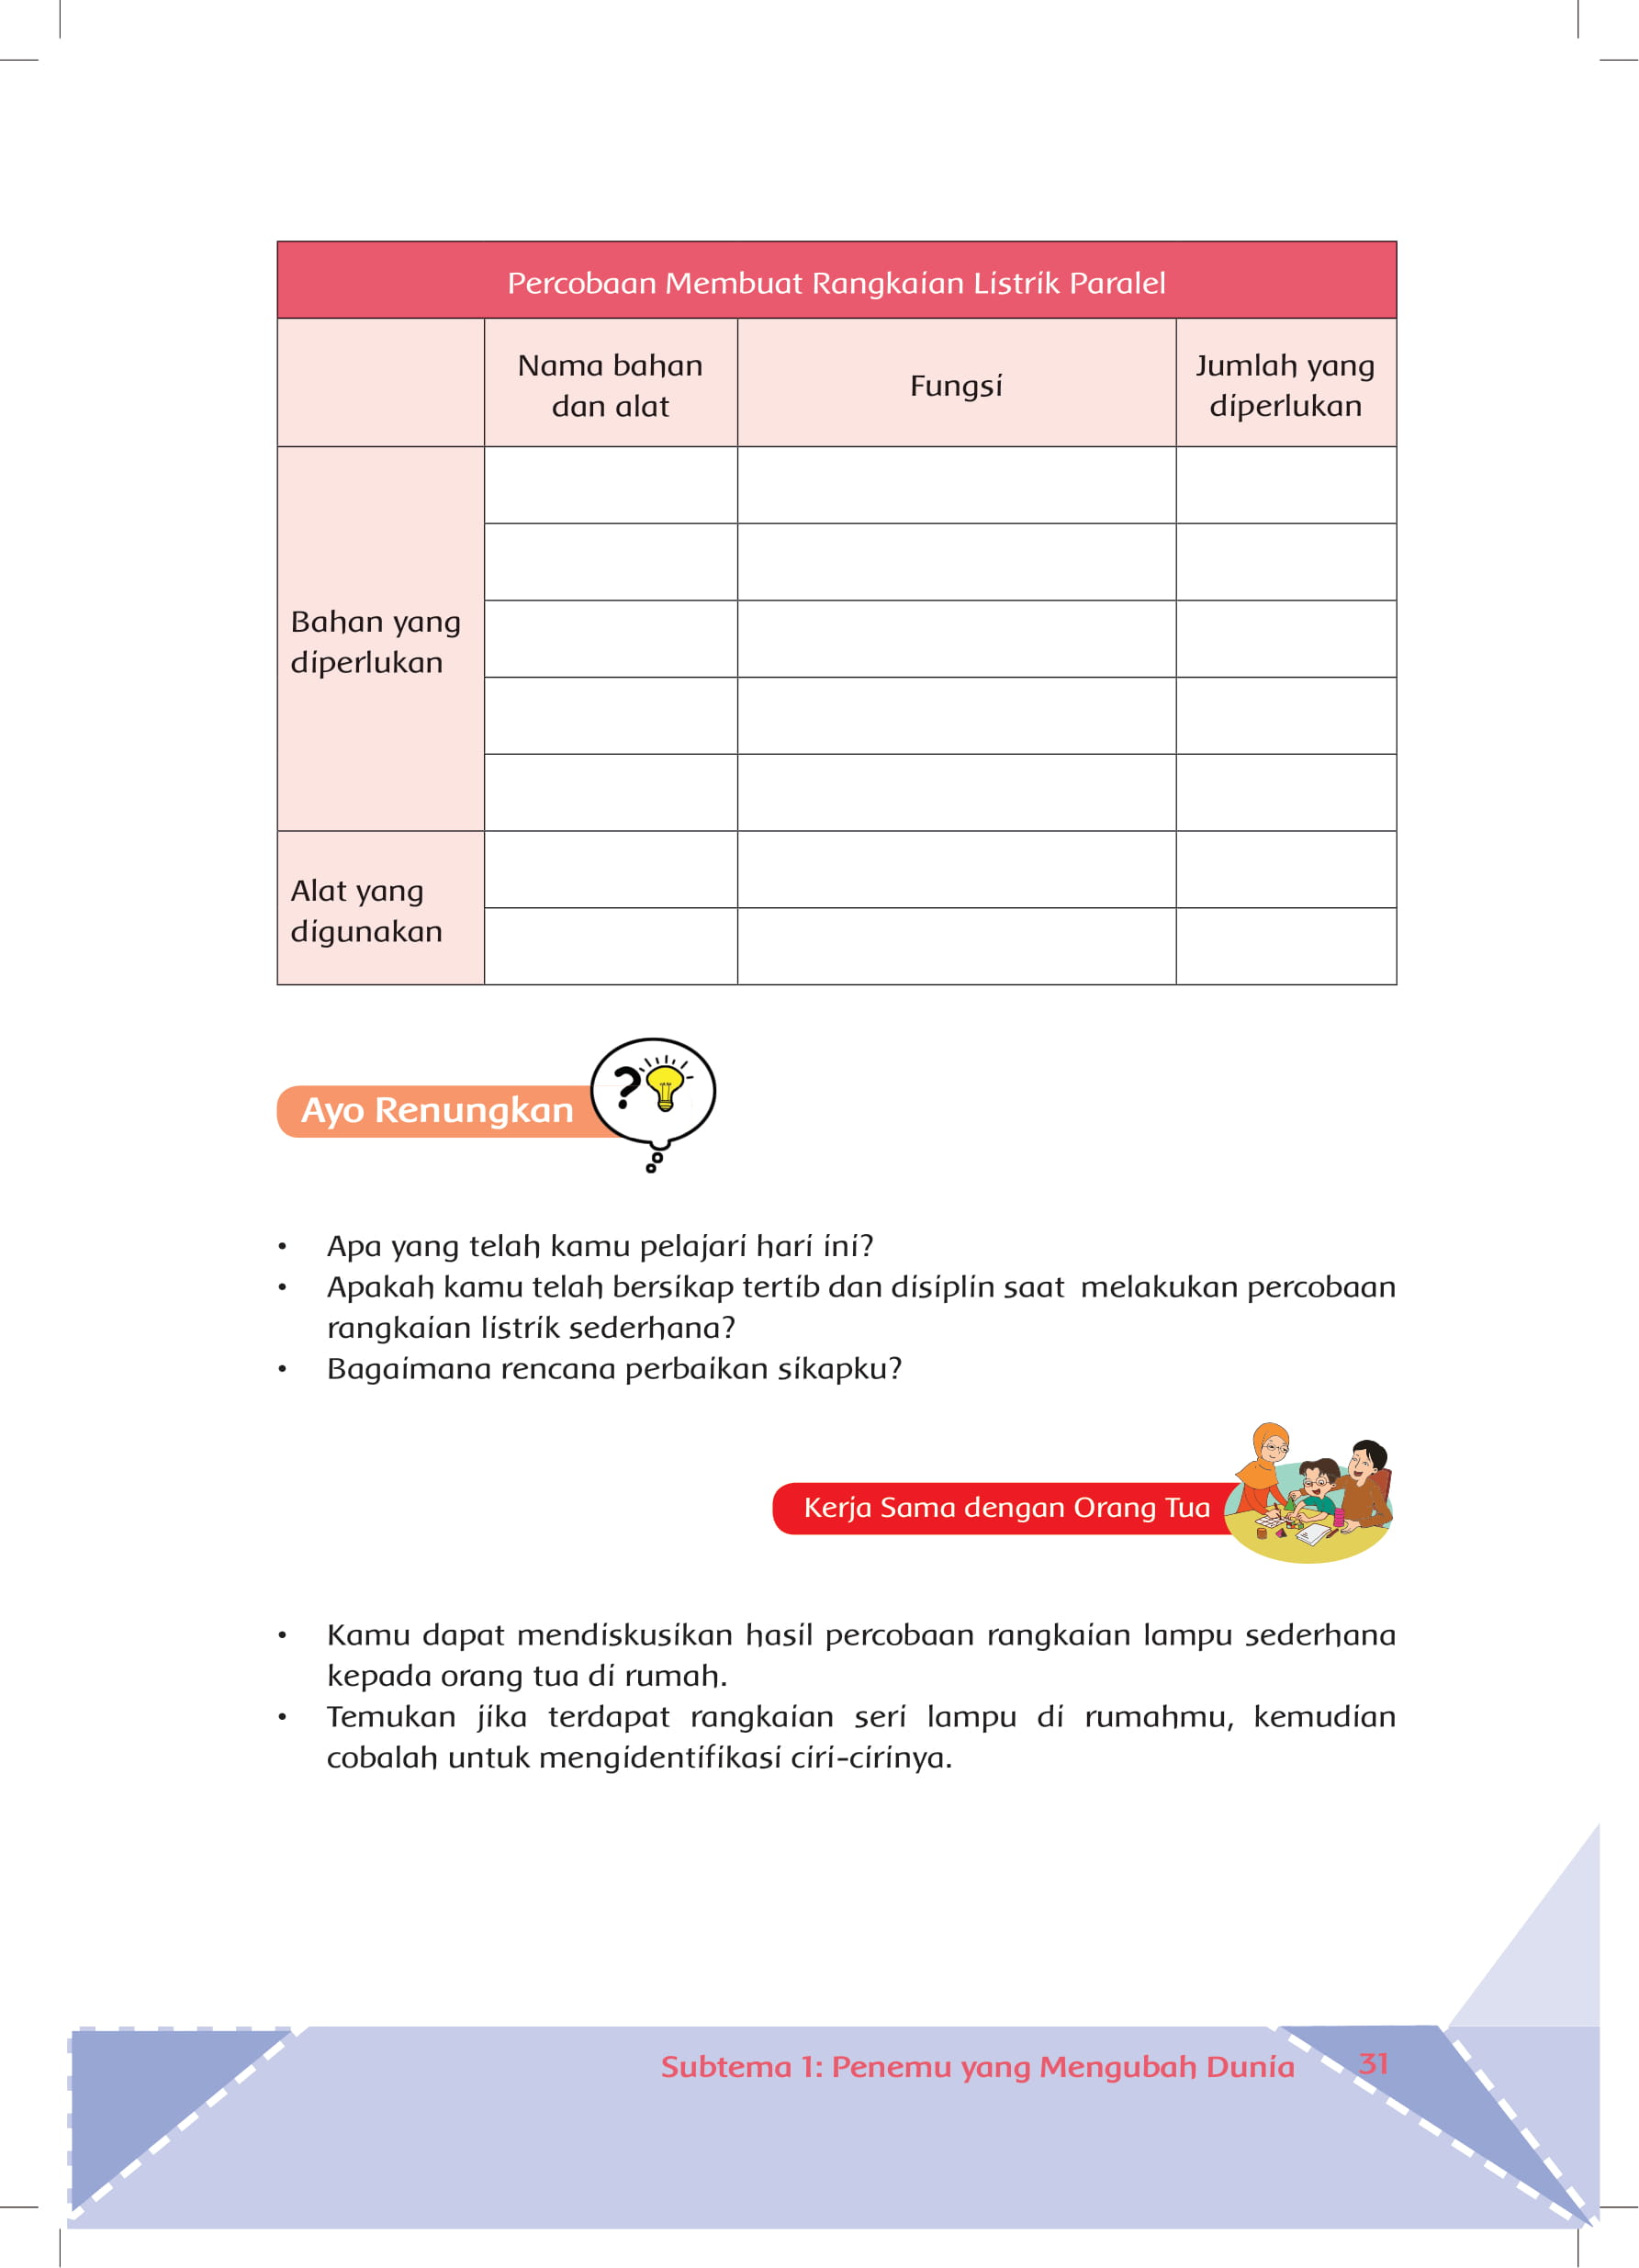 Percobaan Membuat Rangkaian Listrik Paralel
Nama bahan
dan alat
Fungsi
Jumlah yang
diperlukan
Bahan yang
diperlukan
Alat yang
digunakan
Ayo Renungkan
?
• Apa yang telah kamu pelajari hari ini?
• Apakah kamu telah bersikap tertib dan disiplin saat melakukan percobaan
rangkaian listrik sederhana?
• Bagaimana rencana perbaikan sikapku?
Kerja Sama dengan Orang Tua
• Kamu dapat mendiskusikan hasil percobaan rangkaian lampu sederhana
kepada orang tua di rumah.
• Temukan jika terdapat rangkaian seri lampu di rumahmu, kemudian
cobalah untuk mengidentifikasi ciri-cirinya.
Subtema 1: Penemu yang Mengubah Dunia 31